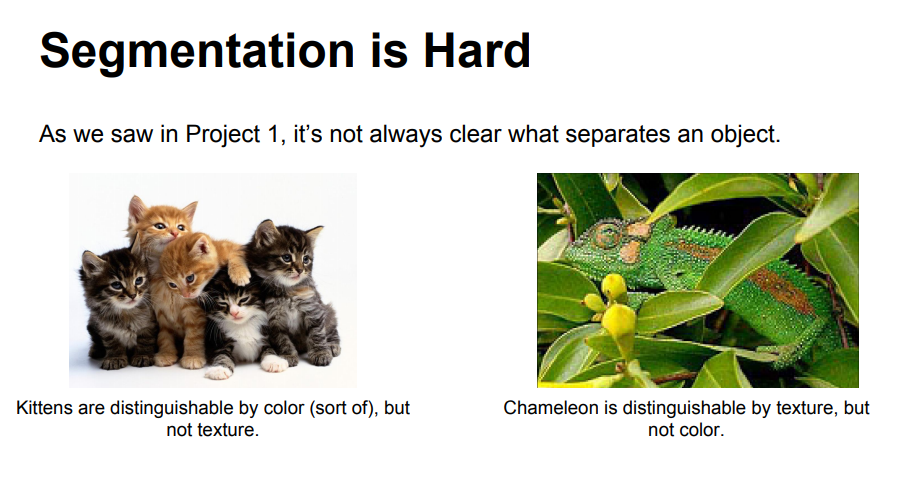 Segmentation is Hard
As we saw in Project 1, it’s not always clear what separates an object.
Kittens are distinguishable by color (sort of), but
not texture.
Chameleon is distinguishable by texture, but
not color.